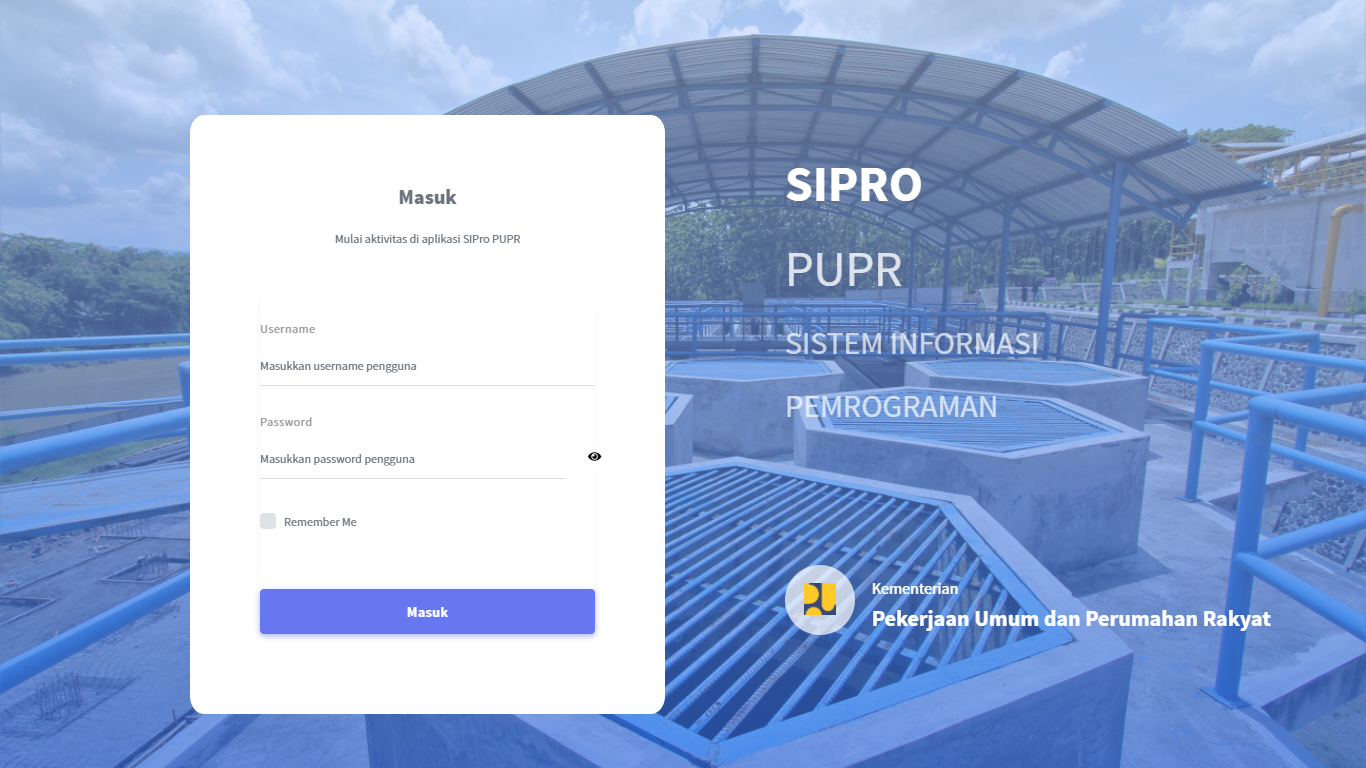 Masuk
Mulai aktivitas di aplikasi SIPro PUPR
Username
Masukkan username pengguna
Password
Masukkan password pengguna
Remember Me
Masuk
SIPRO
PUPR
SISTEM INFORMASI
PEMROGRAMAN
Kementerian
Pekerjaan Umum dan Perumahan Rakyat